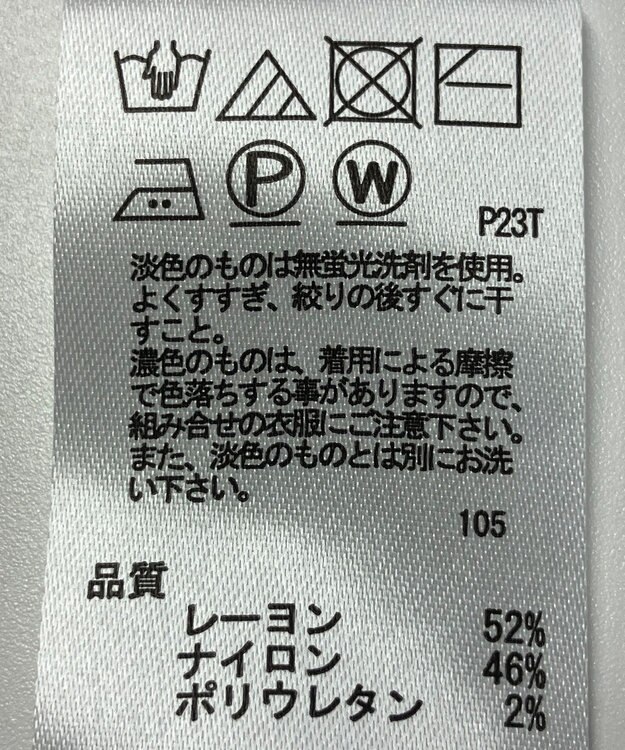 P W
P23T
淡色のものは無蛍光洗剤を使用。
よくすすぎ、絞りの後すぐに干
すこと。
濃色のものは、着用による摩擦
で色落ちする事がありますので、
組み合せの衣服にご注意下さい。
また、淡色のものとは別にお洗
い下さい。
105
品質
レーヨン 52%
ナイロン 46%
ポリウレタン 2%